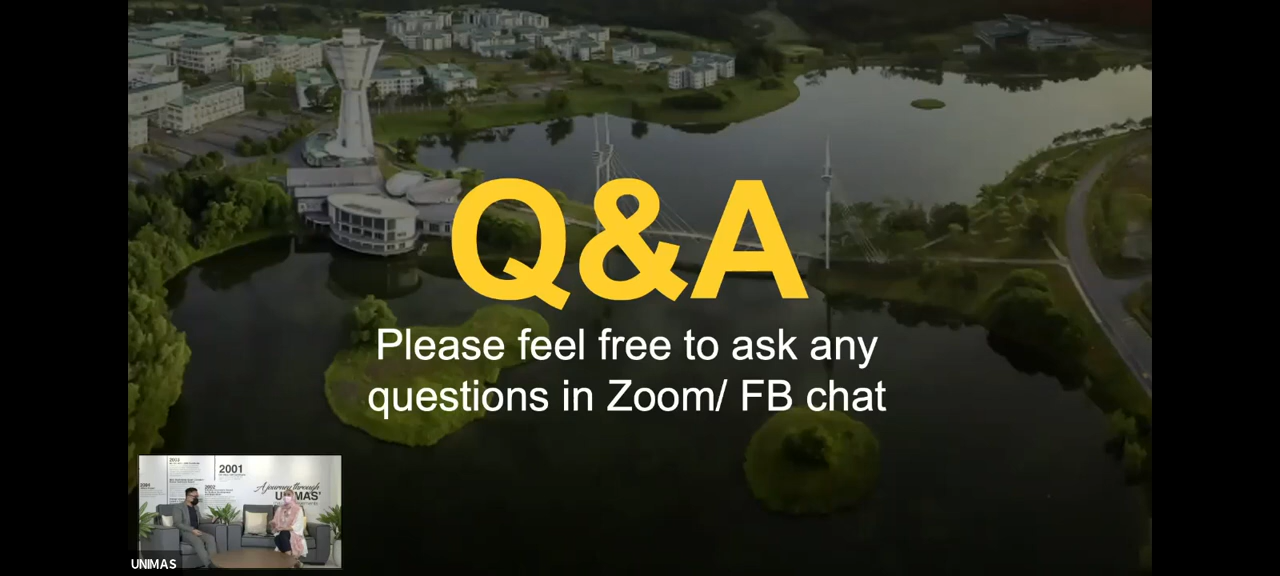 Q&A
Please feel free to ask any
questions in Zoom/ FB chat
2001
A journey through
UNIMAS'
UNIMAS